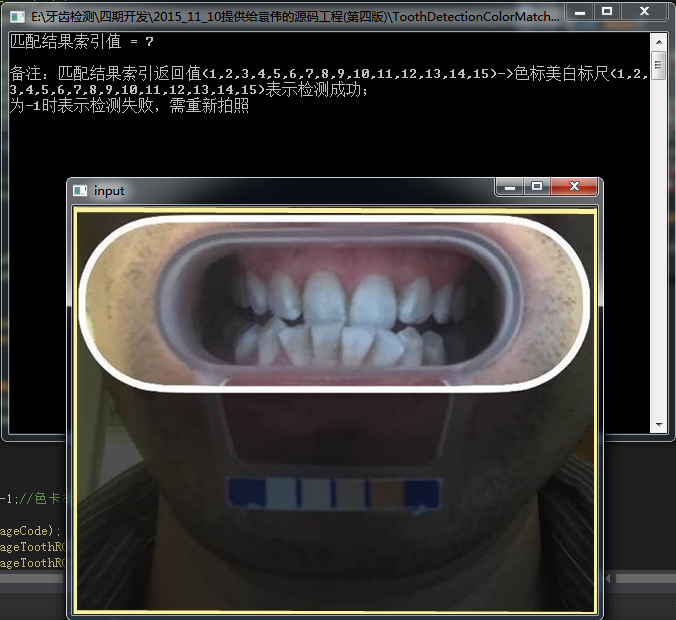 E:\牙齿检测\四期开发\2015_11_10提供给袁伟的源码工程(第四版)\ToothDetectionColorMatch...
匹配结果索引值 = 7
备注: 匹配结果索引返回值(1,2,3,4,5,6,7,8,9,10,11,12,13,14,15)->色标美白标尺(1,2,
3,4,5,6,7,8,9,10,11,12,13,14,15)表示检测成功;
为-1时表示检测失败, 需重新拍照
input
-1;//色卡
ageCode);
ageToothRO
ageToothRO